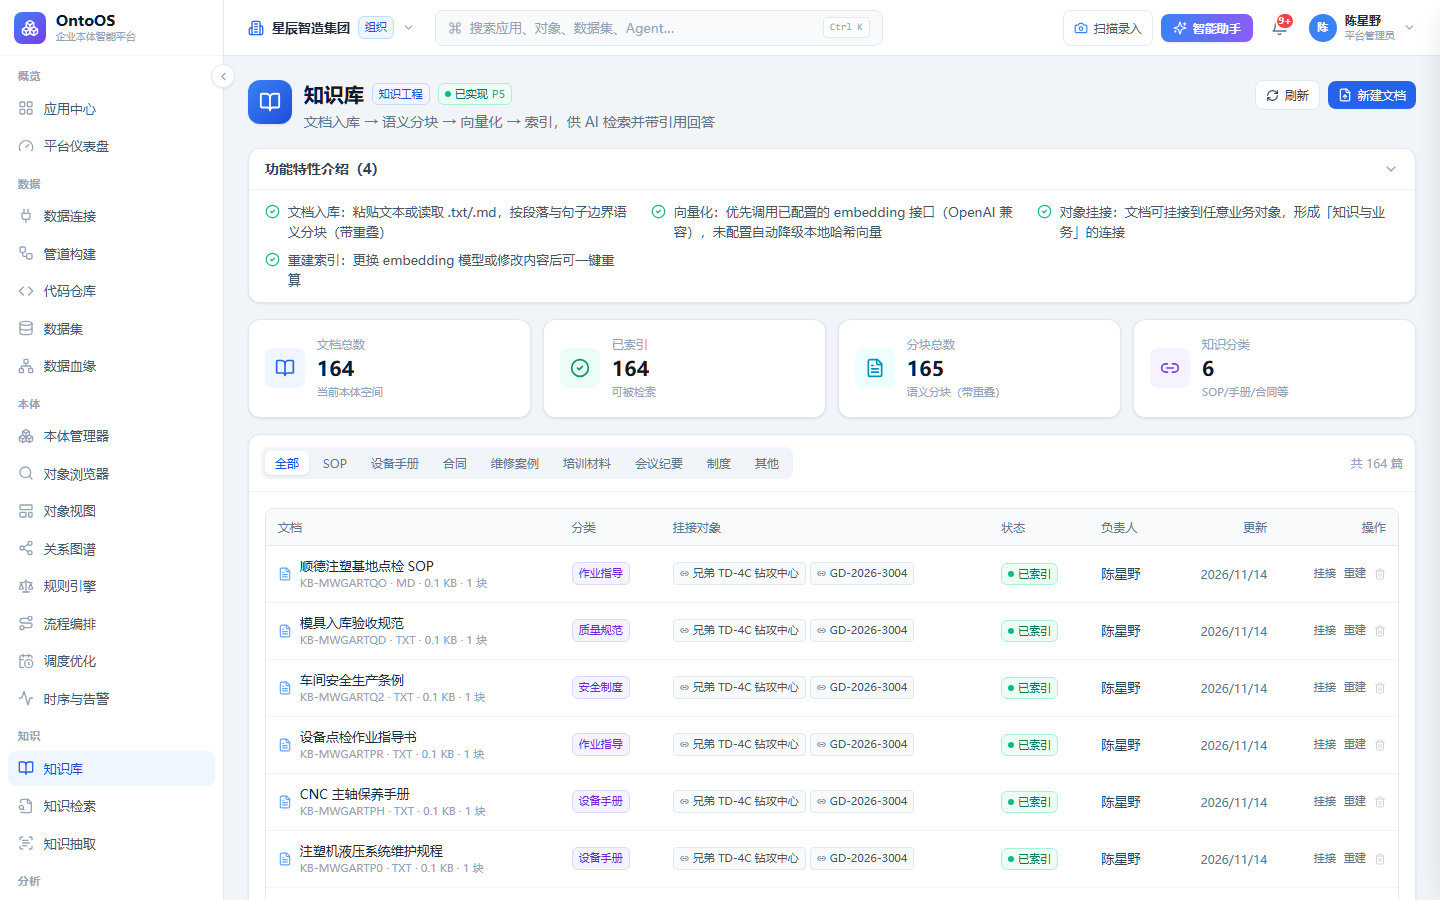 OntoOS
企业本体智能平台
星辰智造集团 组织
搜索应用、对象、数据集、Agent... Ctrl K
扫描录入
智能助手
9+
陈
陈星野
平台管理员
概览
应用中心
平台仪表盘
数据
数据连接
管道构建
代码仓库
数据集
数据血缘
本体
本体管理器
对象浏览器
对象视图
关系图谱
规则引擎
流程编排
调度优化
时序与告警
知识
知识库
知识检索
知识抽取
分析
知识库 知识工程 已实现 P5
文档入库 → 语义分块 → 向量化 → 索引，供 AI 检索并带引用回答
刷新
新建文档
功能特性介绍（4）
文档入库：粘贴文本或读取 .txt/.md，按段落与句子边界语
义分块（带重叠）
向量化：优先调用已配置的 embedding 接口（OpenAI 兼
容），未配置自动降级本地哈希向量
对象挂接：文档可挂接到任意业务对象，形成「知识与业
务」的连接
重建索引：更换 embedding 模型或修改内容后可一键重
算
文档总数
164
当前本体空间
已索引
164
可被检索
分块总数
165
语义分块（带重叠）
知识分类
6
SOP/手册/合同等
全部 SOP 设备手册 合同 维修案例 培训材料 会议纪要 制度 其他
共 164 篇
文档 分类 挂接对象 状态 负责人 更新 操作
顺德注塑基地点检 SOP
KB-MWGARTQO · MD · 0.1 KB · 1 块
作业指导 兄弟 TD-4C 钻攻中心 GD-2026-3004 已索引 陈星野 2026/11/14 挂接 重建
模具入库验收规范
KB-MWGARTQD · TXT · 0.1 KB · 1 块
质量规范 兄弟 TD-4C 钻攻中心 GD-2026-3004 已索引 陈星野 2026/11/14 挂接 重建
车间安全生产条例
KB-MWGARTQ2 · TXT · 0.1 KB · 1 块
安全制度 兄弟 TD-4C 钻攻中心 GD-2026-3004 已索引 陈星野 2026/11/14 挂接 重建
设备点检作业指导书
KB-MWGARTPR · TXT · 0.1 KB · 1 块
作业指导 兄弟 TD-4C 钻攻中心 GD-2026-3004 已索引 陈星野 2026/11/14 挂接 重建
CNC 主轴保养手册
KB-MWGARTPH · TXT · 0.1 KB · 1 块
设备手册 兄弟 TD-4C 钻攻中心 GD-2026-3004 已索引 陈星野 2026/11/14 挂接 重建
注塑机液压系统维护规程
KB-MWGARTP0 · TXT · 0.1 KB · 1 块
设备手册 兄弟 TD-4C 钻攻中心 GD-2026-3004 已索引 陈星野 2026/11/14 挂接 重建